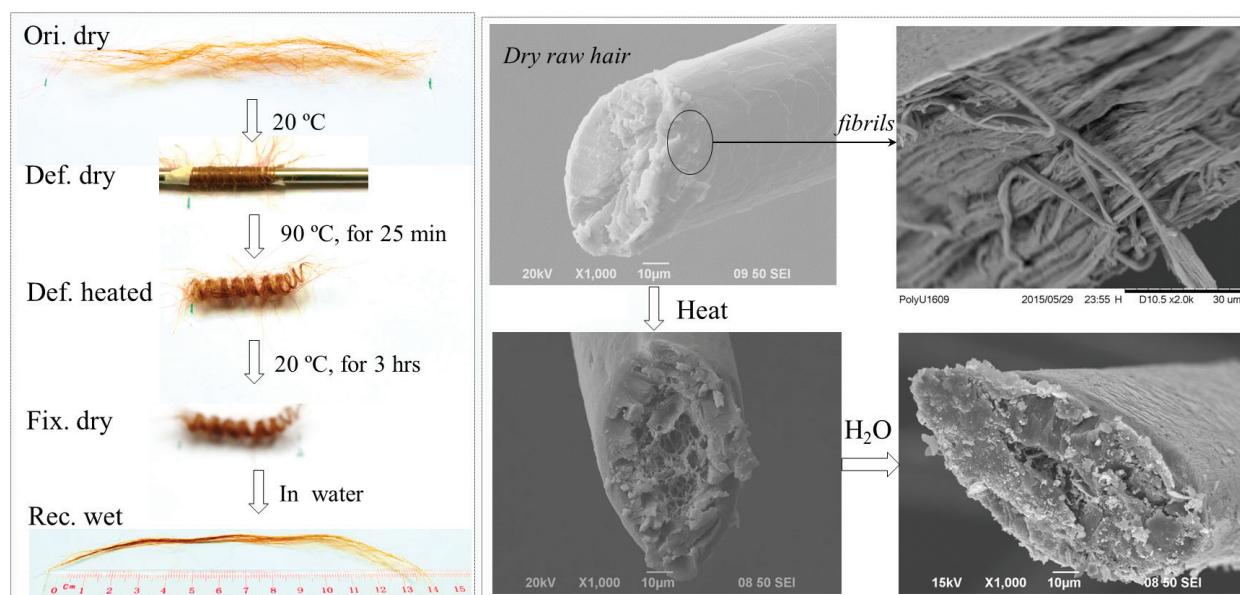 Ori. dry
20 ºC
Def. dry
90 ºC, for 25 min
Def. heated
20 ºC, for 3 hrs
Fix. dry
In water
Rec. wet
0 Cm 1 2 3 4 5 6 7 8 9 10 11 12 13 14 15
Dry raw hair
20kV X1,000 10µm 09 50 SEI
fibrils
PolyU1609 2015/05/29 23:55 H D10.5 x2.0k 30 um
Heat
20kV X1,000 10µm 08 50 SEI
H₂O
15kV X1,000 10µm 08 50 SEI